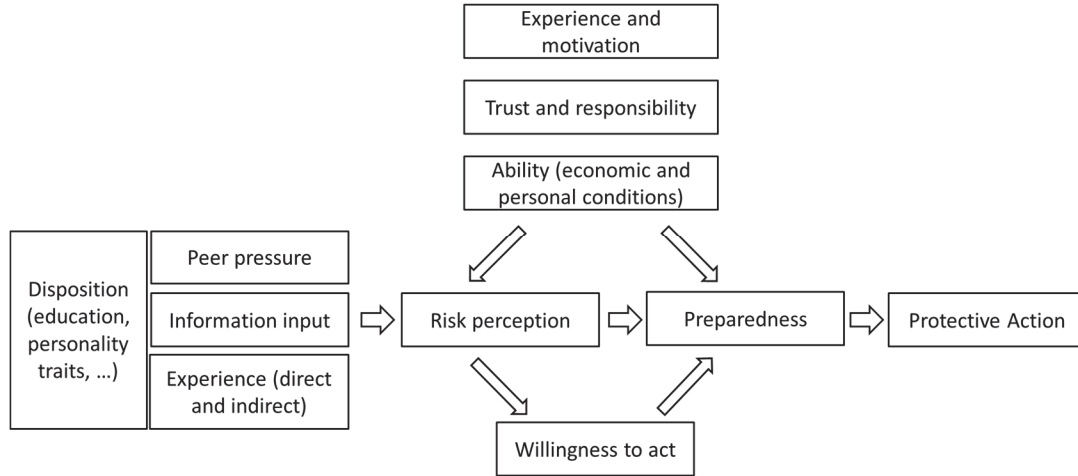 Experience and
motivation
Trust and responsibility
Ability (economic and
personal conditions)
Disposition
(education,
personality
traits, ...)
Peer pressure
Information input
Experience (direct
and indirect)
Risk perception
Preparedness
Protective Action
Willingness to act